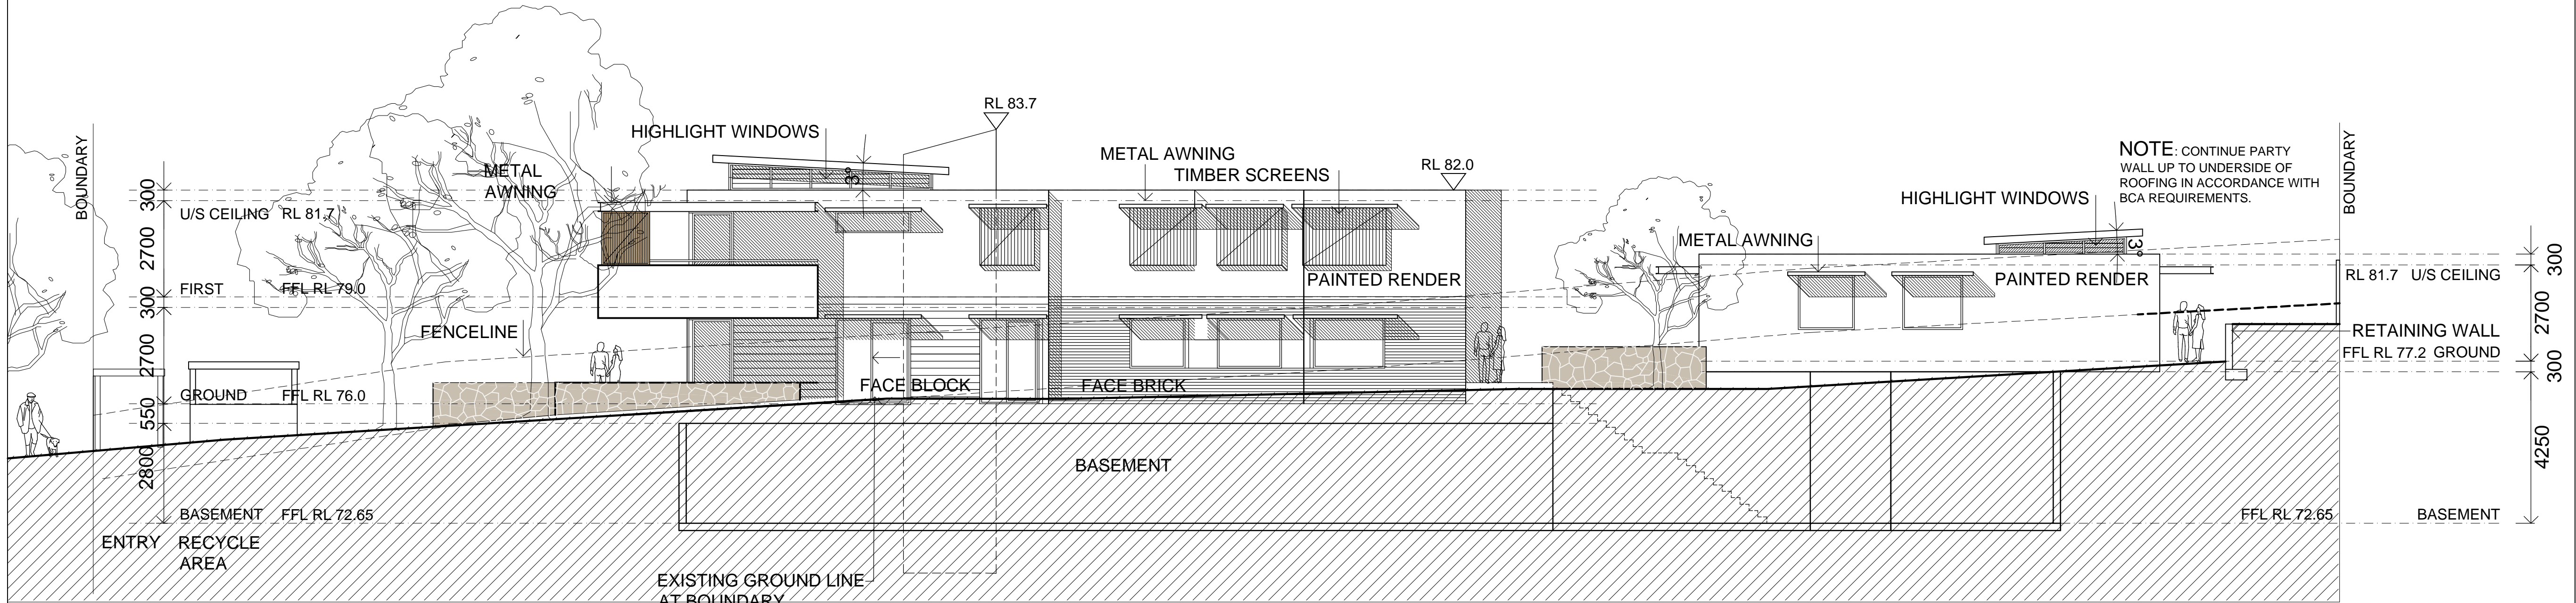 BOUNDARY
300
U/S CEILING RL 81.7
2700
300
FIRST FFL RL 79.0
2700
GROUND FFL RL 76.0
550
2800
BASEMENT FFL RL 72.65
ENTRY RECYCLE
AREA
METAL
AWNING
FENCELINE
HIGHLIGHT WINDOWS
3°
RL 83.7
METAL AWNING
TIMBER SCREENS
RL 82.0
PAINTED RENDER
FACE BLOCK
FACE BRICK
BASEMENT
EXISTING GROUND LINE
AT BOUNDARY
METAL AWNING
HIGHLIGHT WINDOWS
3°
PAINTED RENDER
NOTE: CONTINUE PARTY
WALL UP TO UNDERSIDE OF
ROOFING IN ACCORDANCE WITH
BCA REQUIREMENTS.
BOUNDARY
300
RL 81.7 U/S CEILING
2700
RETAINING WALL
FFL RL 77.2 GROUND
300
4250
FFL RL 72.65 BASEMENT